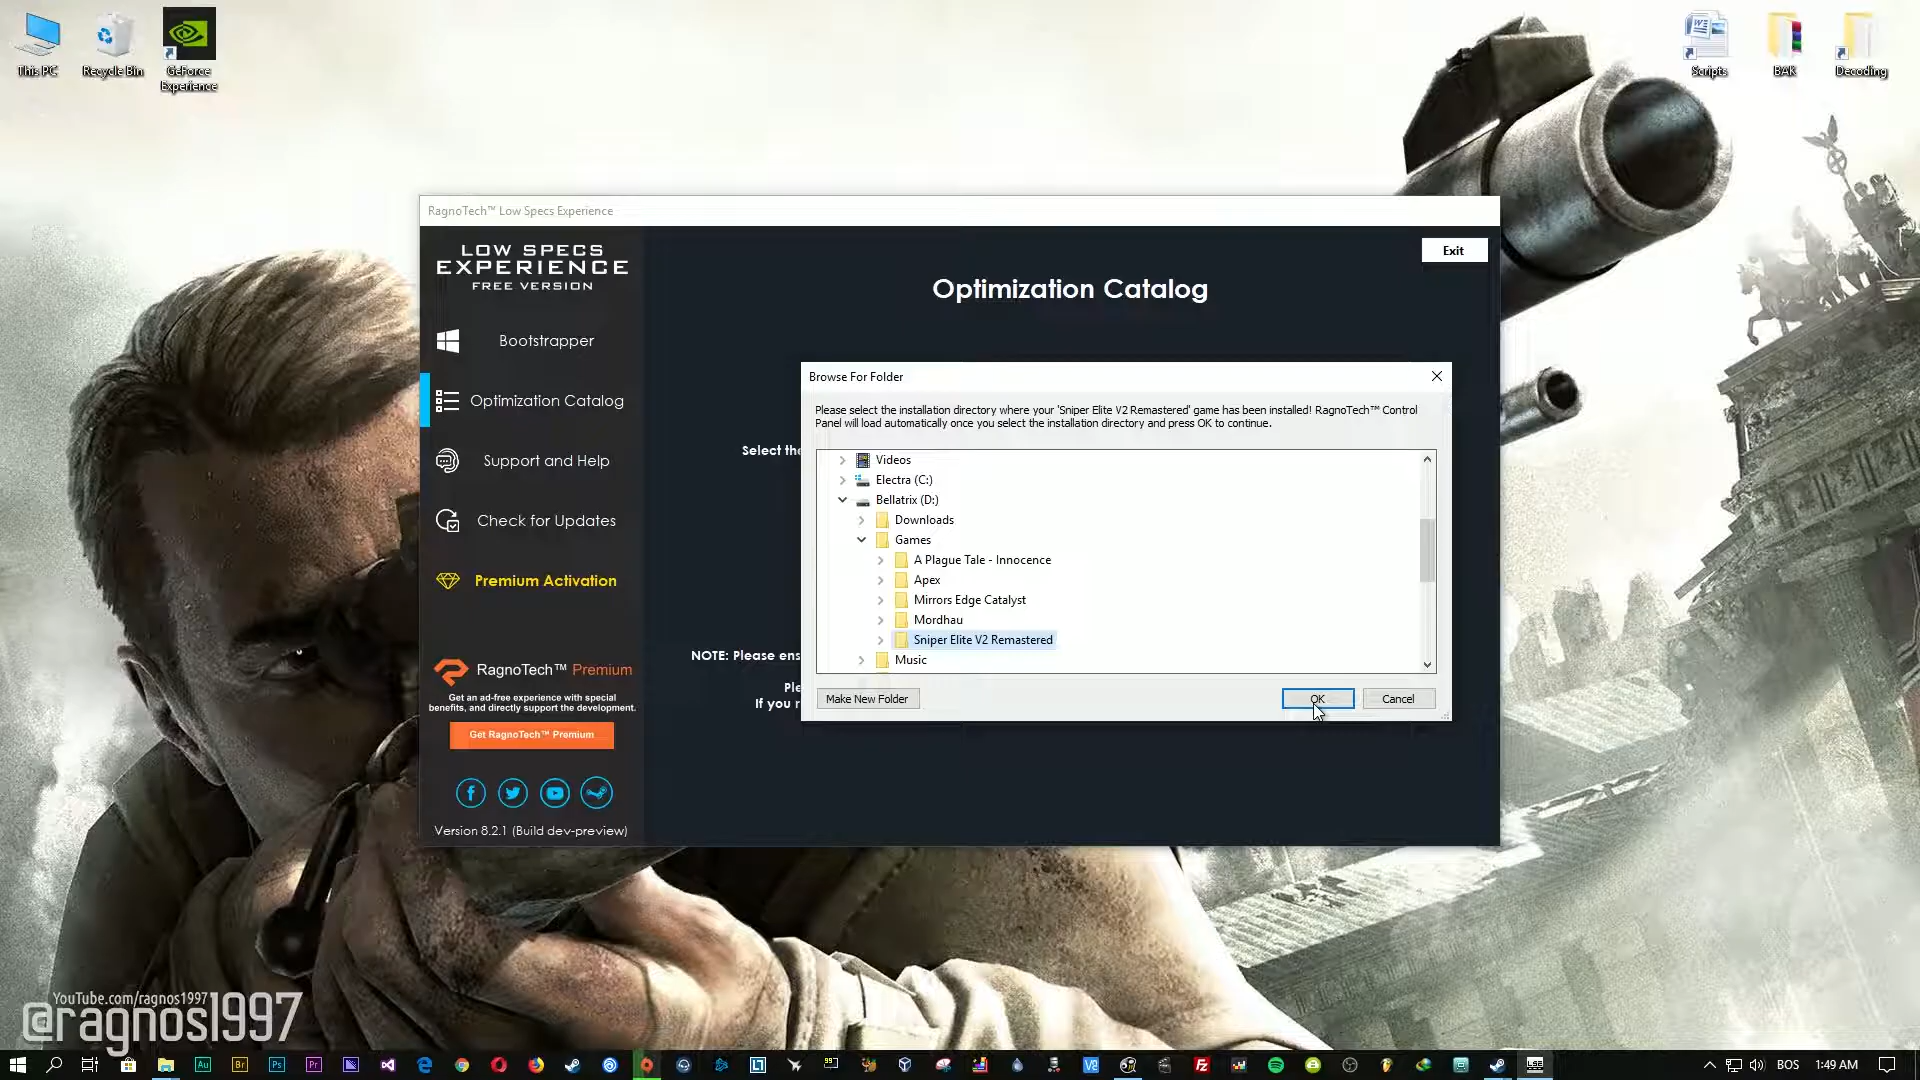 This PC
Recycle Bin
GeForce
Experience
Scripts
BAK
Decoding
RagnoTech™ Low Specs Experience
LOW SPECS
EXPERIENCE
FREE VERSION
Bootstrapper
Optimization Catalog
Support and Help
Check for Updates
Premium Activation
RagnoTech™ Premium
Get an ad-free experience with special
benefits, and directly support the development.
Get RagnoTech™ Premium
Version 8.2.1 (Build dev-preview)
Exit
Optimization Catalog
Select the
NOTE: Please ens
Ple
If you r
Browse For Folder
Please select the installation directory where your 'Sniper Elite V2 Remastered' game has been installed! RagnoTech™ Control
Panel will load automatically once you select the installation directory and press OK to continue.
Videos
Electra (C:)
Bellatrix (D:)
Downloads
Games
A Plague Tale - Innocence
Apex
Mirrors Edge Catalyst
Mordhau
Sniper Elite V2 Remastered
Music
Make New Folder
OK
Cancel
YouTube.com/ragnos1997
@ragnos1997
Au
Br
Ps
Pr
BOS
1:49 AM